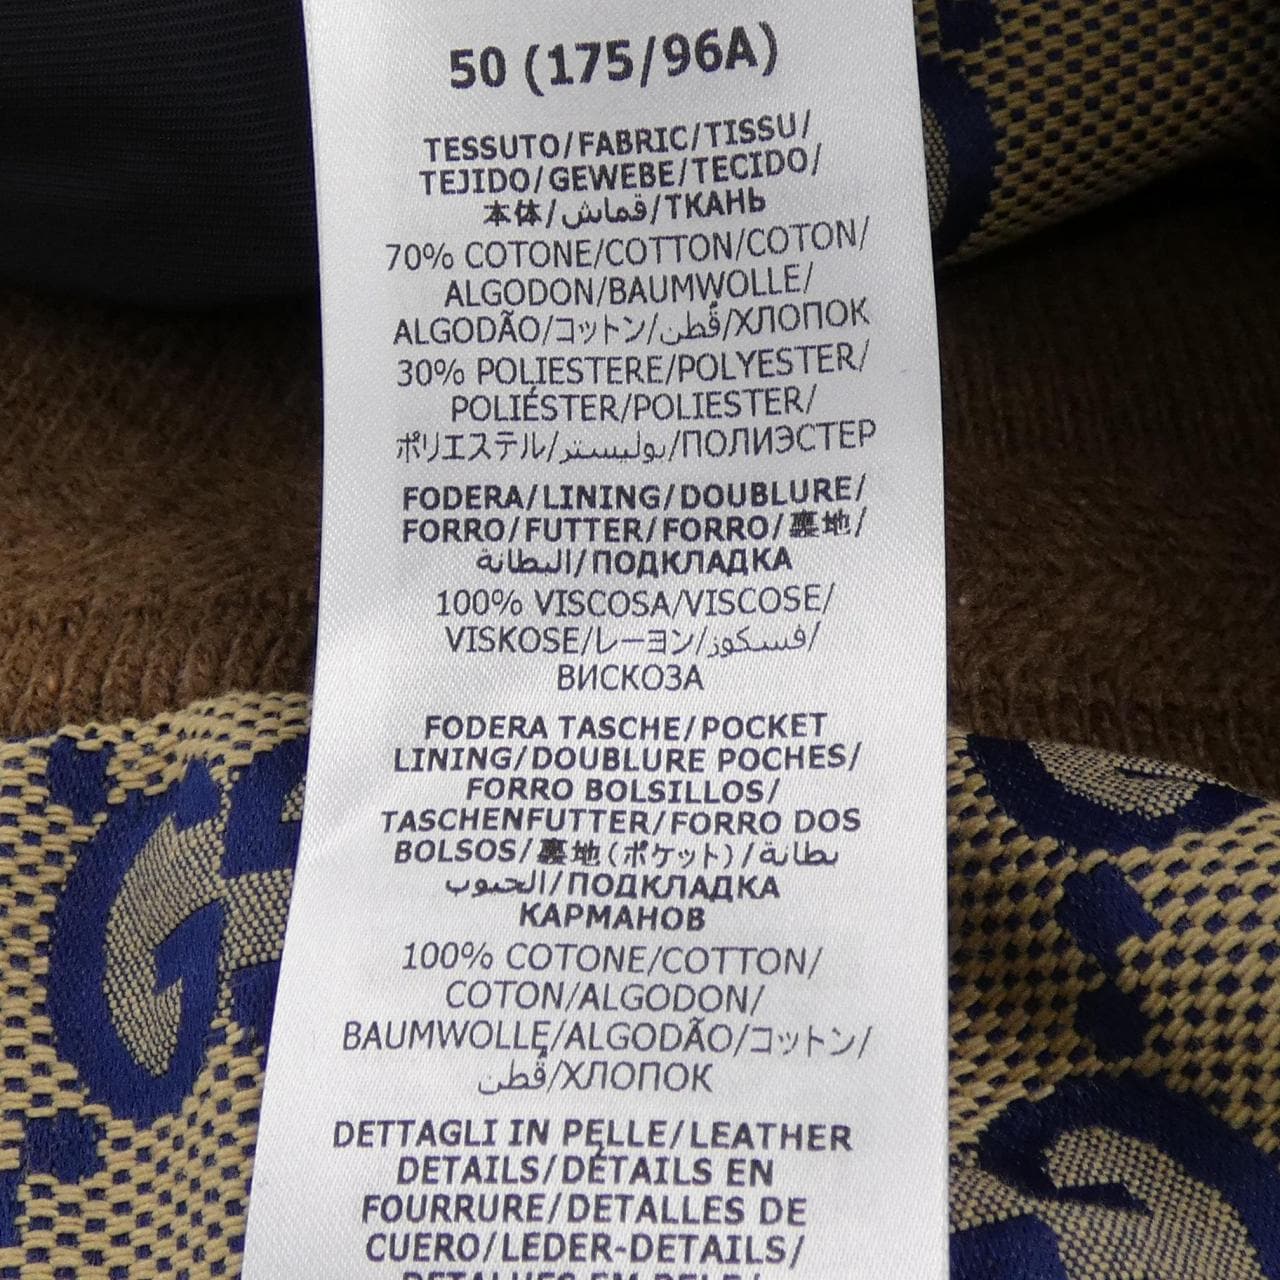 50 (175/96A)
TESSUTO/FABRIC/TISSU/
TEJIDO/GEWEBE/TECIDO/
本体/قماش/ТКАНЬ
70% COTONE/COTTON/COTON/
ALGODON/BAUMWOLLE/
ALGODÃO/コットン/قُطن/ХЛОПОК
30% POLIESTERE/POLYESTER/
POLIÉSTER/POLIESTER/
ポリエステル/بوليستر/ПОЛИЭСТЕР
FODERA/LINING/DOUBLURE/
FORRO/FUTTER/FORRO/裏地/
البطانة/ПОДКЛАДКА
100% VISCOSA/VISCOSE/
VISKOSE/レーヨン/فسكوز/
ВИСКОЗА
FODERA TASCHE/POCKET
LINING/DOUBLURE POCHES/
FORRO BOLSILLOS/
TASCHENFUTTER/FORRO DOS
BOLSOS/裏地(ポケット)/بطانة
الجيوب/ПОДКЛАДКА
КАРМАНОВ
100% COTONE/COTTON/
COTON/ALGODON/
BAUMWOLLE/ALGODÃO/コットン/
قُطن/ХЛОПОК
DETTAGLI IN PELLE/LEATHER
DETAILS/DÉTAILS EN
FOURRURE/DETALLES DE
CUERO/LEDER-DETAILS/
DETALHES EM PELE/